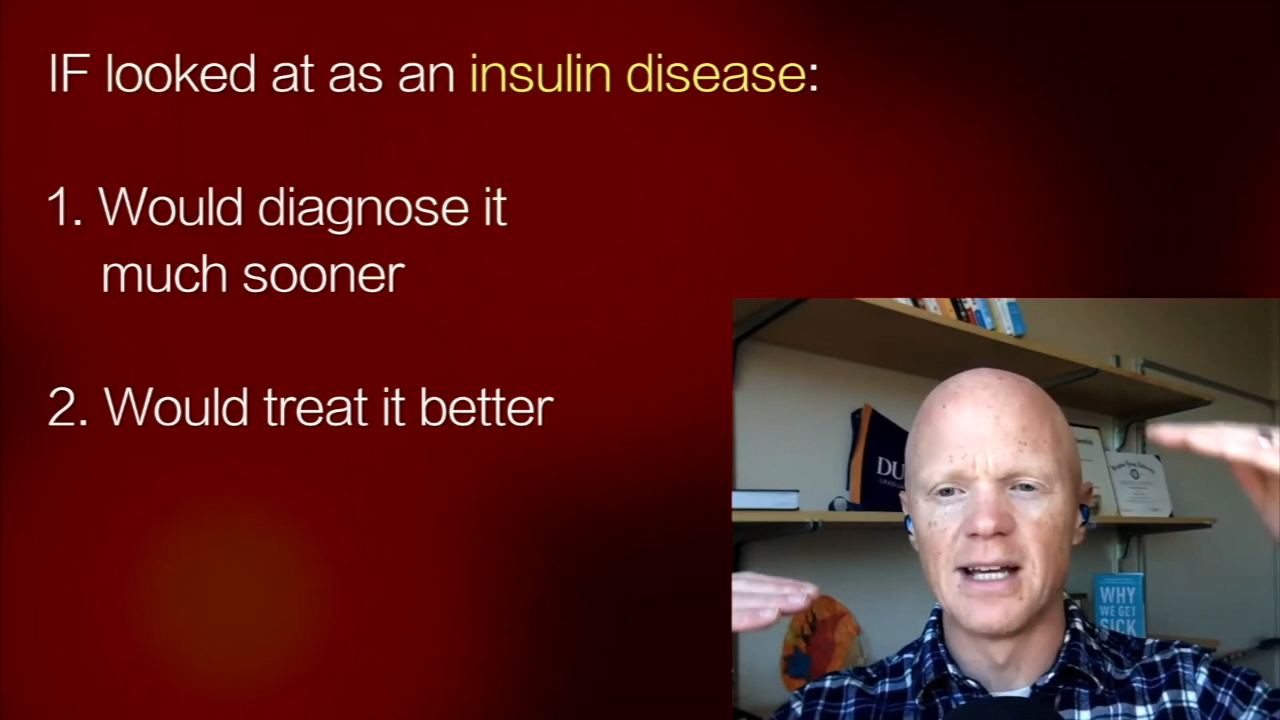 IF looked at as an insulin disease:
1. Would diagnose it
much sooner
2. Would treat it better
DU
WHY
WE GET
SICK